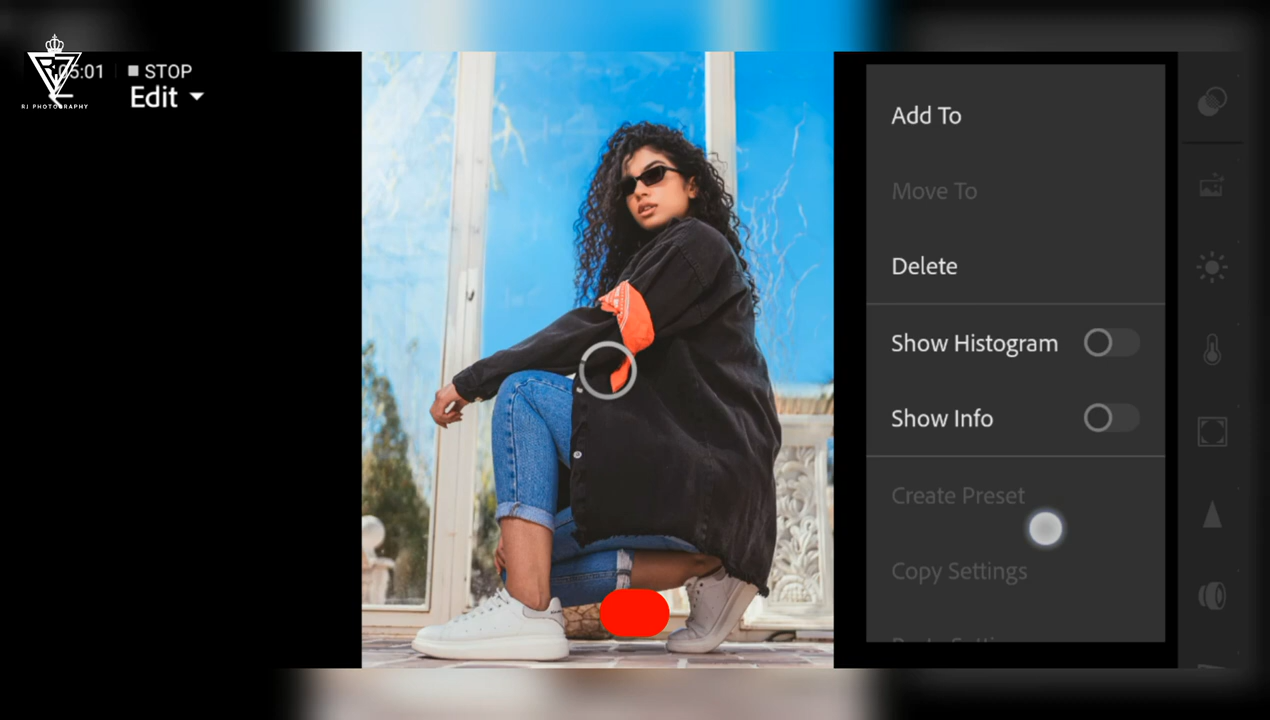 05:01 STOP
Edit
RJ PHOTOGRAPHY
Add To
Move To
Delete
Show Histogram
Show Info
Create Preset
Copy Settings